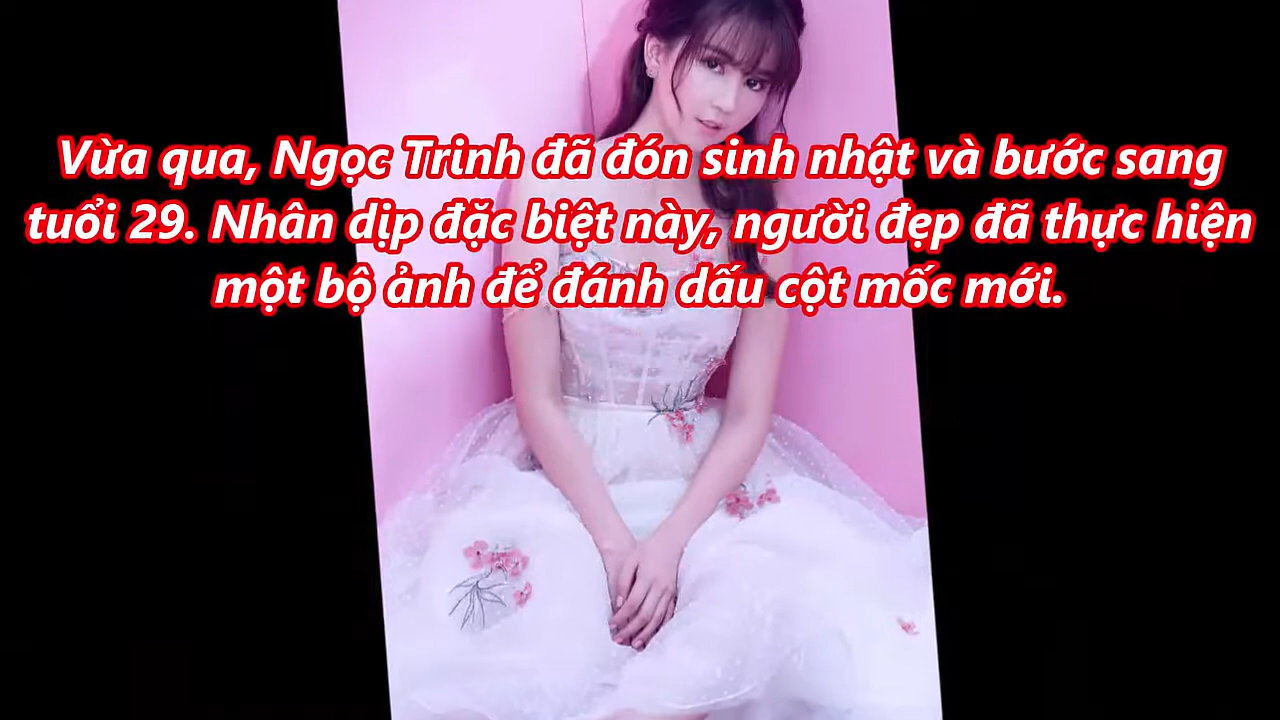 Vừa qua, Ngọc Trinh đã đón sinh nhật và bước sang
tuổi 29. Nhân dịp đặc biệt này, người đẹp đã thực hiện
một bộ ảnh để đánh dấu cột mốc mới.